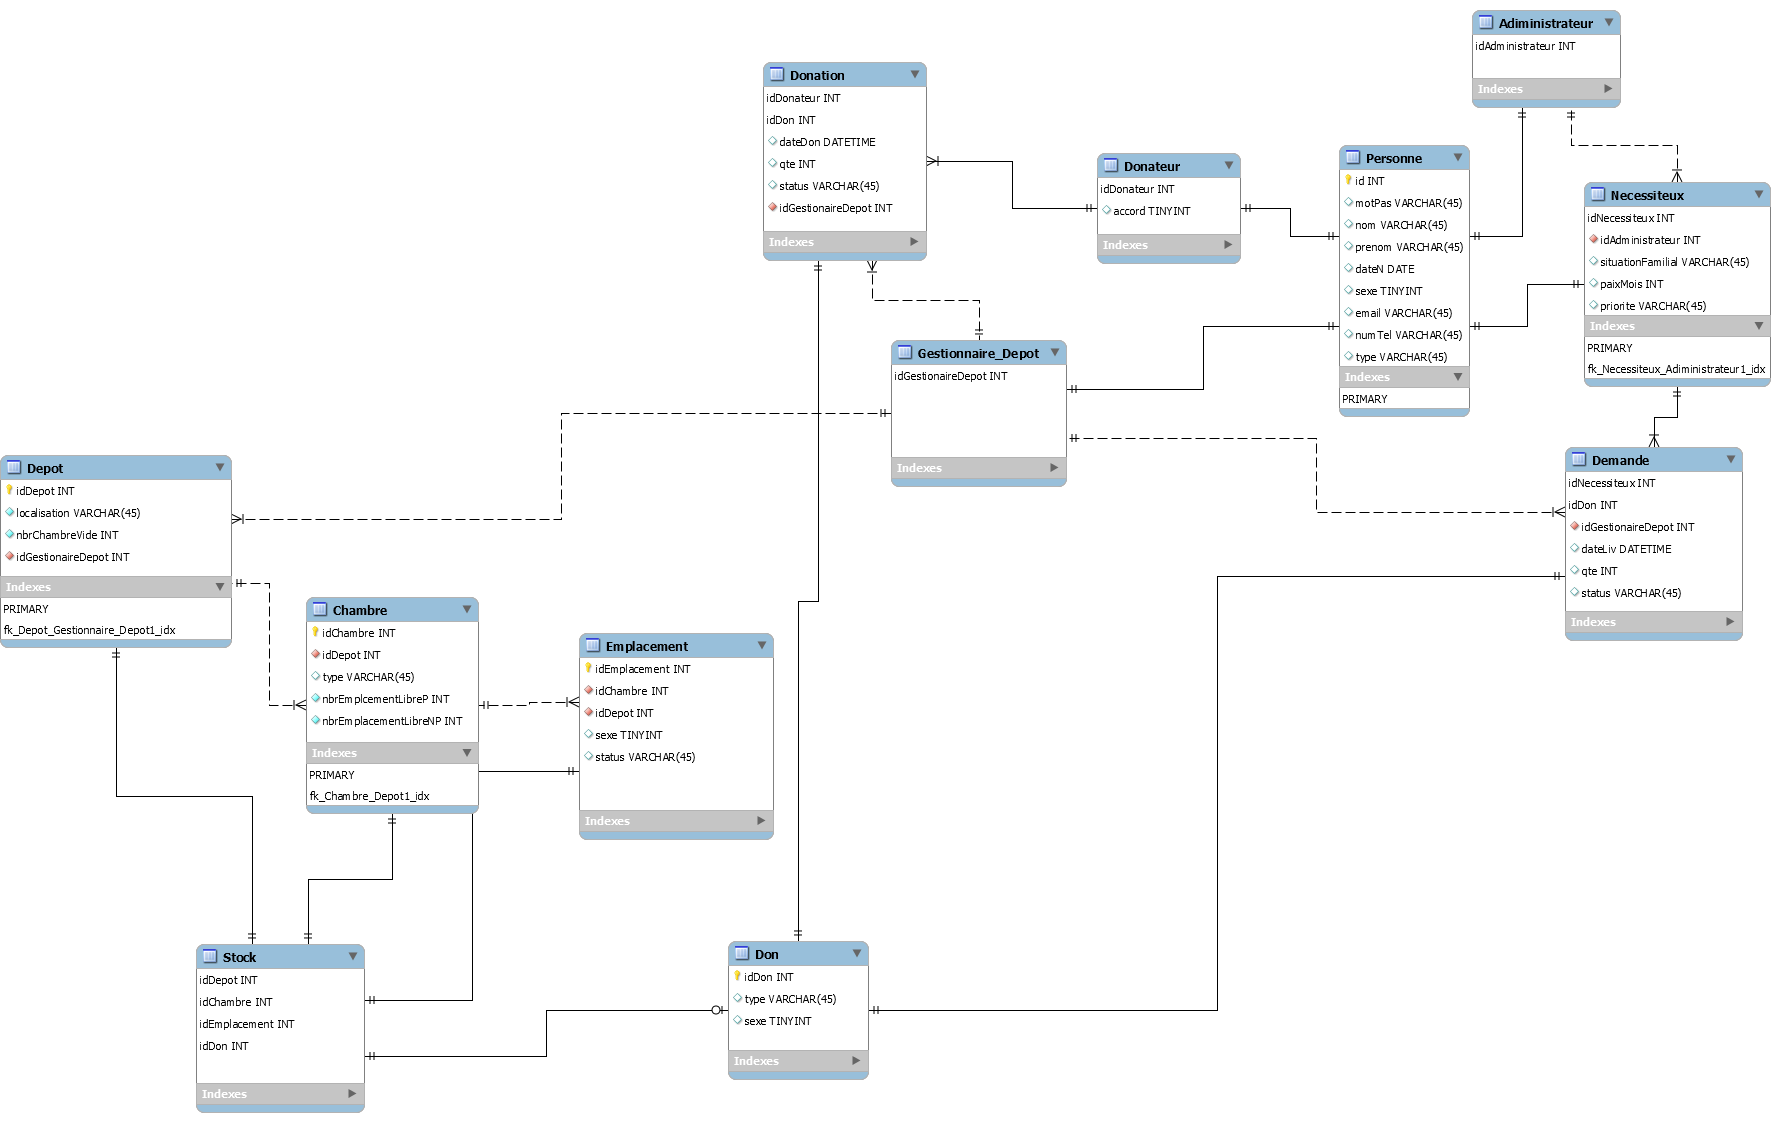 Adiministrateur
idAdministrateur INT
Indexes
Donation
idDonateur INT
idDon INT
dateDon DATETIME
qte INT
status VARCHAR(45)
idGestionaireDepot INT
Indexes
Donateur
idDonateur INT
accord TINYINT
Indexes
Personne
id INT
motPas VARCHAR(45)
nom VARCHAR(45)
prenom VARCHAR(45)
dateN DATE
sexe TINYINT
email VARCHAR(45)
numTel VARCHAR(45)
type VARCHAR(45)
Indexes
PRIMARY
Necessiteux
idNecessiteux INT
idAdministrateur INT
situationFamilial VARCHAR(45)
paixMois INT
priorite VARCHAR(45)
Indexes
PRIMARY
fk_Necessiteux_Adiministrateur1_idx
Gestionnaire_Depot
idGestionaireDepot INT
Indexes
Demande
idNecessiteux INT
idDon INT
idGestionaireDepot INT
dateLiv DATETIME
qte INT
status VARCHAR(45)
Indexes
Depot
idDepot INT
localisation VARCHAR(45)
nbrChambreVide INT
idGestionaireDepot INT
Indexes
PRIMARY
fk_Depot_Gestionnaire_Depot1_idx
Chambre
idChambre INT
idDepot INT
type VARCHAR(45)
nbrEmplcementLibreP INT
nbrEmplacementLibreNP INT
Indexes
PRIMARY
fk_Chambre_Depot1_idx
Emplacement
idEmplacement INT
idChambre INT
idDepot INT
sexe TINYINT
status VARCHAR(45)
Indexes
Stock
idDepot INT
idChambre INT
idEmplacement INT
idDon INT
Indexes
Don
idDon INT
type VARCHAR(45)
sexe TINYINT
Indexes